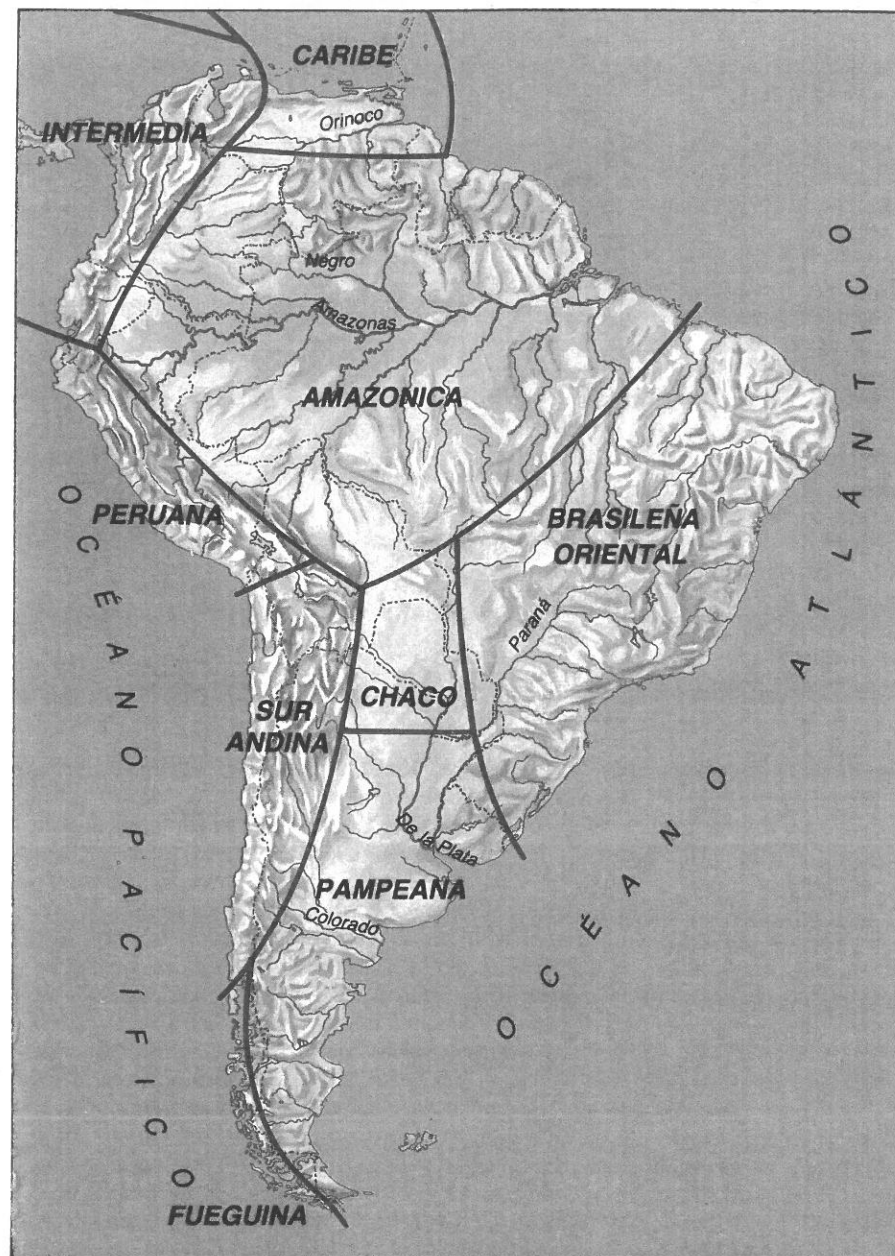 CARIBE
INTERMEDIA
Orinoco
Negro
Amazonas
AMAZONICA
PERUANA
BRASILEÑA
ORIENTAL
Paraná
CHACO
SUR
ANDINA
De la Plata
PAMPEANA
Colorado
FUEGUINA
OCÉANO PACÍFICO
OCÉANO ATLÁNTICO